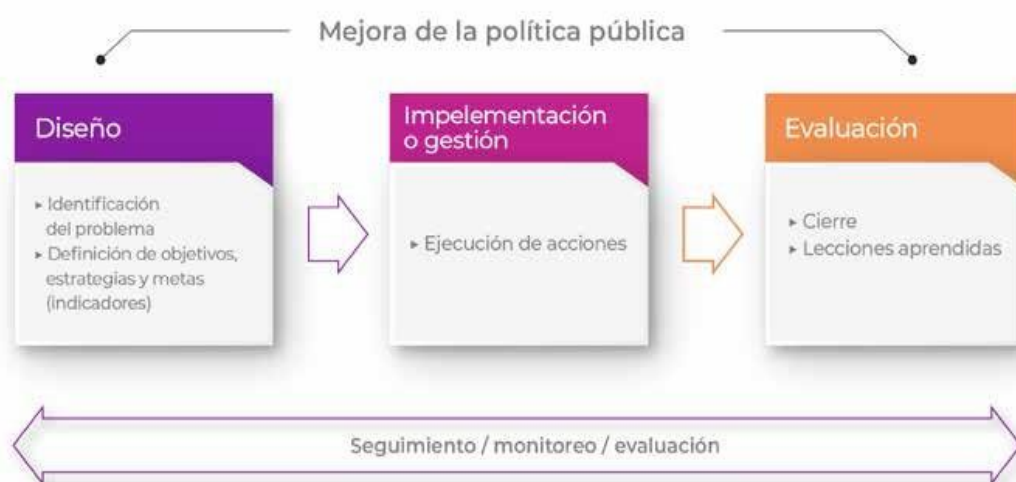 Mejora de la política pública
Diseño
▸ Identificación
del problema
▸ Definición de objetivos,
estrategias y metas
(indicadores)
Impelementación
o gestión
▸ Ejecución de acciones
Evaluación
▸ Cierre
▸ Lecciones aprendidas
Seguimiento / monitoreo / evaluación